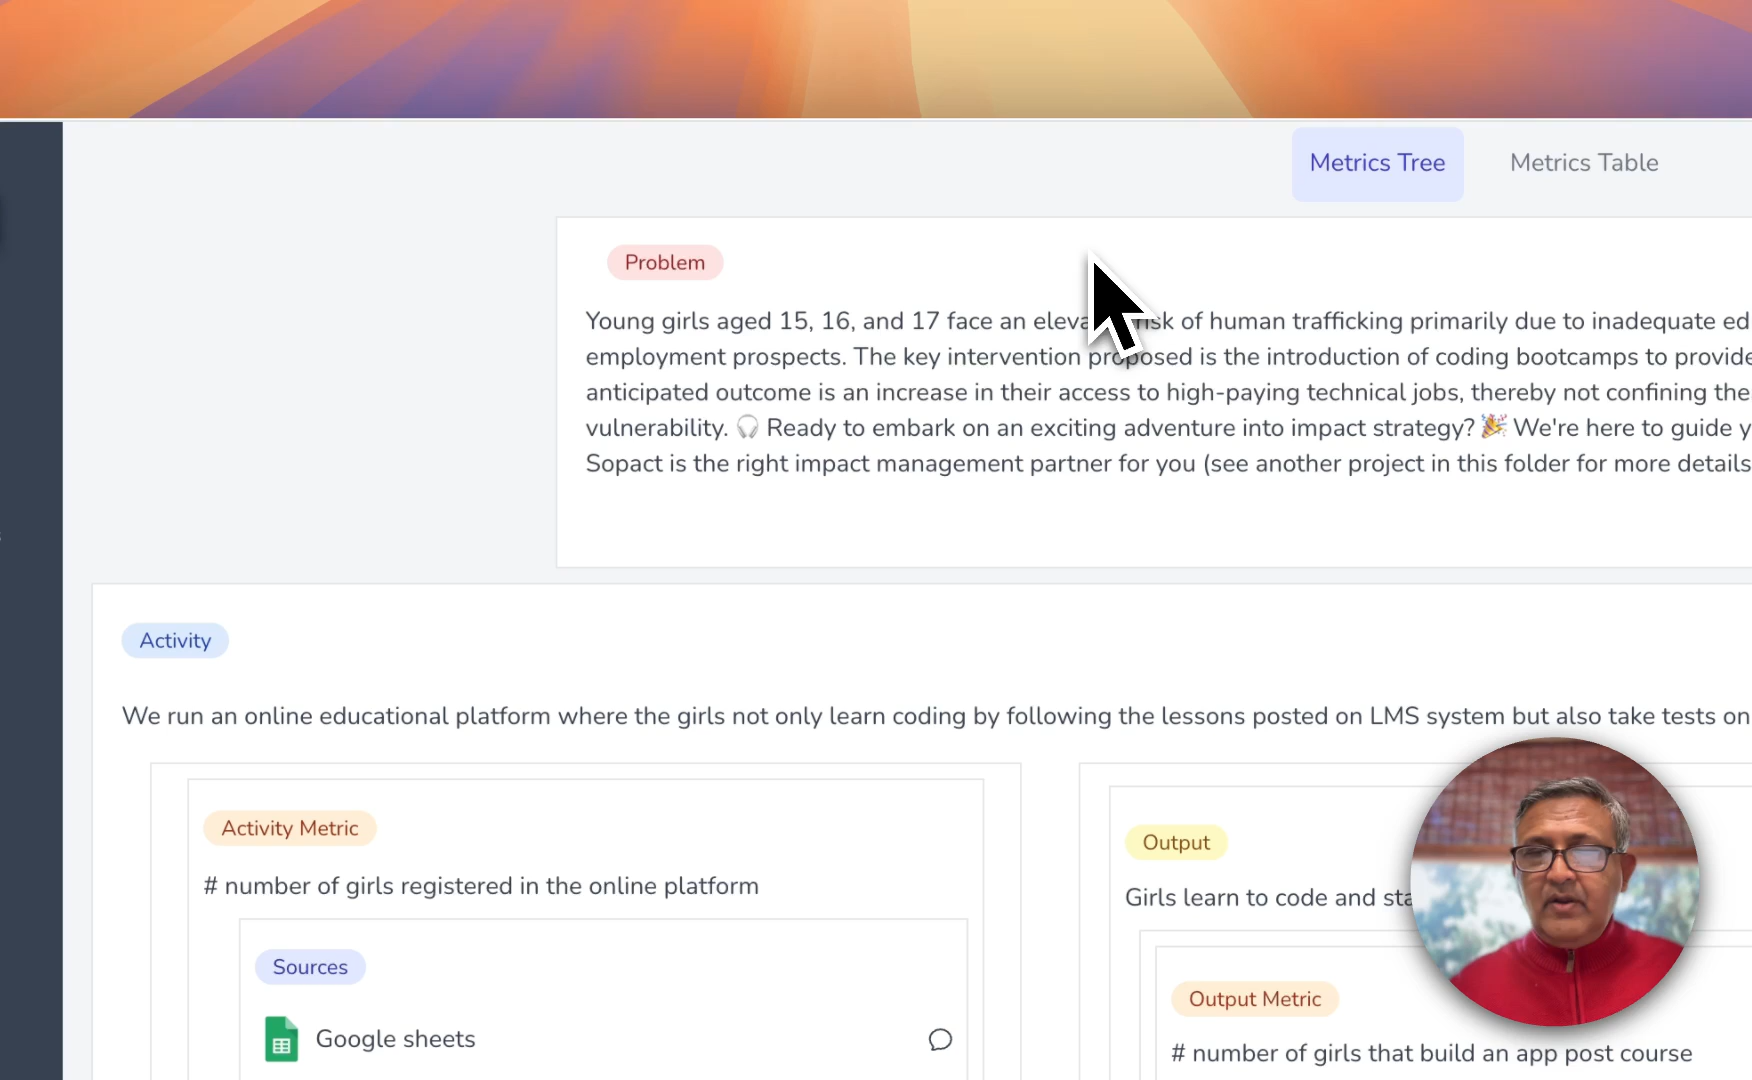 Metrics Tree
Metrics Table
Problem
Young girls aged 15, 16, and 17 face an risk of human trafficking primarily due to inadequate ed
employment prospects. The key intervention proposed is the introduction of coding bootcamps to provide
anticipated outcome is an increase in their access to high-paying technical jobs, thereby not confining the
vulnerability. 🎧 Ready to embark on an exciting adventure into impact strategy? 🎉 We're here to guide y
Sopact is the right impact management partner for you (see another project in this folder for more details
Activity
We run an online educational platform where the girls not only learn coding by following the lessons posted on LMS system but also take tests on
Activity Metric
# number of girls registered in the online platform
Sources
Google sheets
Output
Girls learn to code and sta
Output Metric
# number of girls that build an app post course